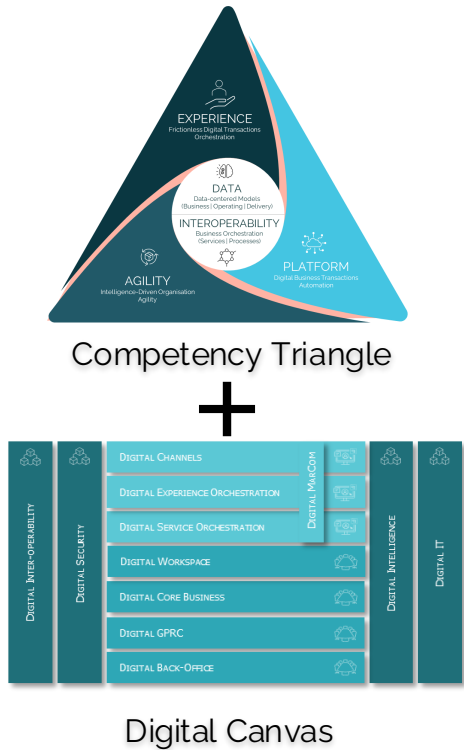 EXPERIENCE
Frictionless Digital Transactions
Orchestration
DATA
Data-centered Models
(Business | Operating | Delivery)
INTEROPERABILITY
Business Orchestration
(Services | Processes)
AGILITY
Intelligence-Driven Organisation
Agility
PLATFORM
Digital Business Transactions
Automation
Competency Triangle
+
DIGITAL INTER-OPERABILITY
DIGITAL SECURITY
DIGITAL CHANNELS
DIGITAL EXPERIENCE ORCHESTRATION
DIGITAL SERVICE ORCHESTRATION
DIGITAL WORKSPACE
DIGITAL CORE BUSINESS
DIGITAL GPRC
DIGITAL BACK-OFFICE
DIGITAL MARCOM
DIGITAL INTELLIGENCE
DIGITAL IT
Digital Canvas